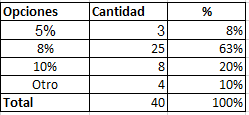 Opciones Cantidad %
5% 3 8%
8% 25 63%
10% 8 20%
Otro 4 10%
Total 40 100%